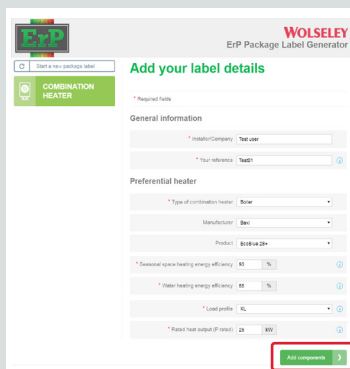 ErP
WOLSELEY
ErP Package Label Generator
Start a new package label
COMBINATION
HEATER
Add your label details
* Required fields
General information
* Installer/Company Test user
* Your reference Test01
Preferential heater
* Type of combination heater Boiler
Manufacturer Baxi
Product EcoBlue 28+
* Seasonal space heating energy efficiency 93 %
* Water heating energy efficiency 85 %
* Load profile XL
* Rated heat output (P rated) 28 kW
Add components